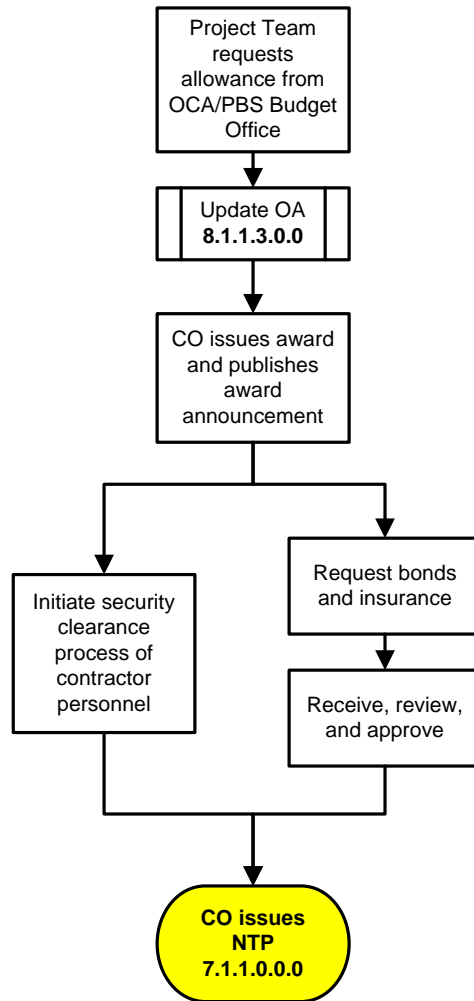 Project Team
requests
allowance from
OCA/PBS Budget
Office
Update OA
8.1.1.3.0.0
CO issues award
and publishes
award
announcement
Initiate security
clearance
process of
contractor
personnel
Request bonds
and insurance
Receive, review,
and approve
CO issues
NTP
7.1.1.0.0.0